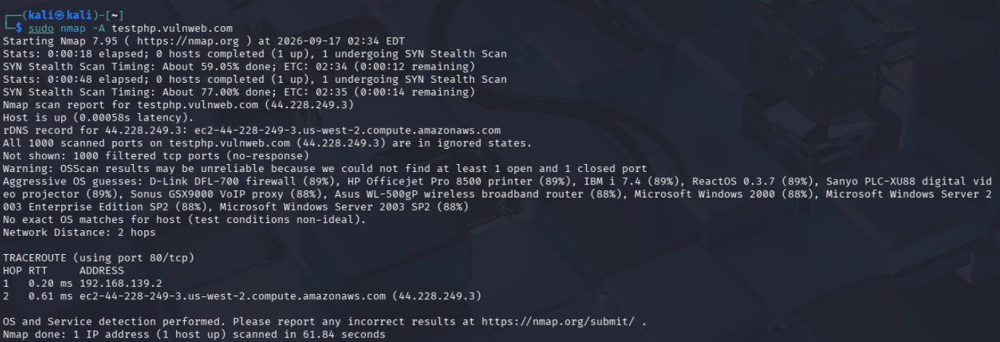 ┌──(kali㉿kali)-[~]
└─$ sudo nmap -A testphp.vulnweb.com
Starting Nmap 7.95 ( https://nmap.org ) at 2026-09-17 02:34 EDT
Stats: 0:00:18 elapsed; 0 hosts completed (1 up), 1 undergoing SYN Stealth Scan
SYN Stealth Scan Timing: About 59.05% done; ETC: 02:34 (0:00:12 remaining)
Stats: 0:00:48 elapsed; 0 hosts completed (1 up), 1 undergoing SYN Stealth Scan
SYN Stealth Scan Timing: About 77.00% done; ETC: 02:35 (0:00:14 remaining)
Nmap scan report for testphp.vulnweb.com (44.228.249.3)
Host is up (0.00058s latency).
rDNS record for 44.228.249.3: ec2-44-228-249-3.us-west-2.compute.amazonaws.com
All 1000 scanned ports on testphp.vulnweb.com (44.228.249.3) are in ignored states.
Not shown: 1000 filtered tcp ports (no-response)
Warning: OSScan results may be unreliable because we could not find at least 1 open and 1 closed port
Aggressive OS guesses: D-Link DFL-700 firewall (89%), HP Officejet Pro 8500 printer (89%), IBM i 7.4 (89%), ReactOS 0.3.7 (89%), Sanyo PLC-XU88 digital vid
eo projector (89%), Sonus GSX9000 VoIP proxy (88%), Asus WL-500gP wireless broadband router (88%), Microsoft Windows 2000 (88%), Microsoft Windows Server 2
003 Enterprise Edition SP2 (88%), Microsoft Windows Server 2003 SP2 (88%)
No exact OS matches for host (test conditions non-ideal).
Network Distance: 2 hops

TRACEROUTE (using port 80/tcp)
HOP RTT     ADDRESS
1   0.20 ms 192.168.139.2
2   0.61 ms ec2-44-228-249-3.us-west-2.compute.amazonaws.com (44.228.249.3)

OS and Service detection performed. Please report any incorrect results at https://nmap.org/submit/ .
Nmap done: 1 IP address (1 host up) scanned in 61.84 seconds